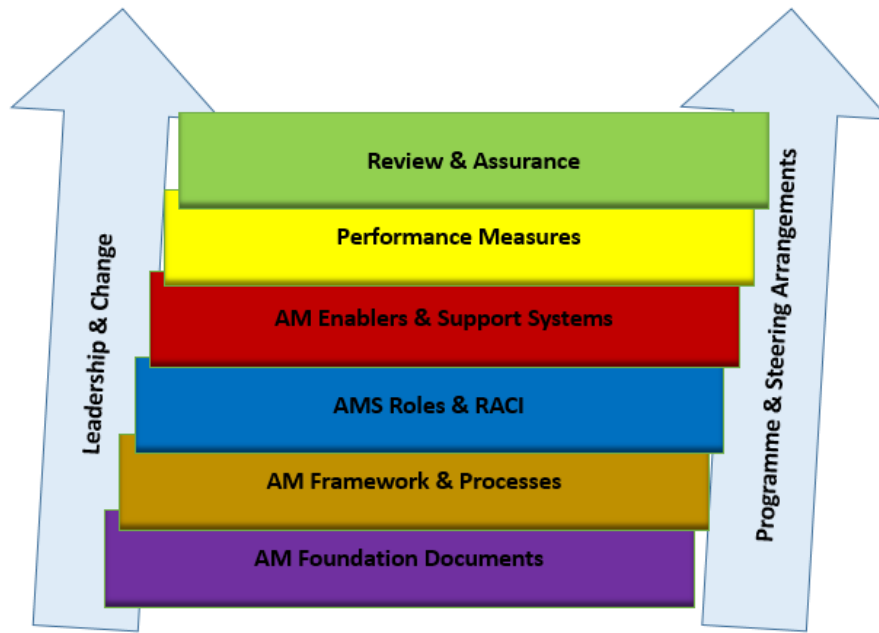 Review & Assurance
Performance Measures
AM Enablers & Support Systems
AMS Roles & RACI
AM Framework & Processes
AM Foundation Documents
Leadership & Change
Programme & Steering Arrangements